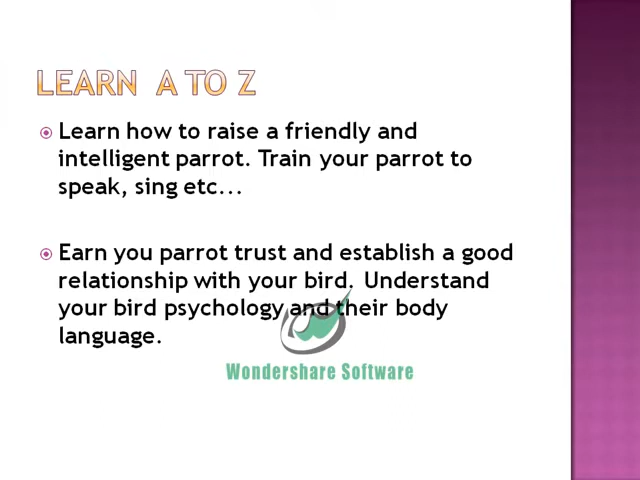 LEARN A TO Z
Learn how to raise a friendly and
intelligent parrot. Train your parrot to
speak, sing etc...
Earn you parrot trust and establish a good
relationship with your bird. Understand
your bird psychology and their body
language.
Wondershare Software